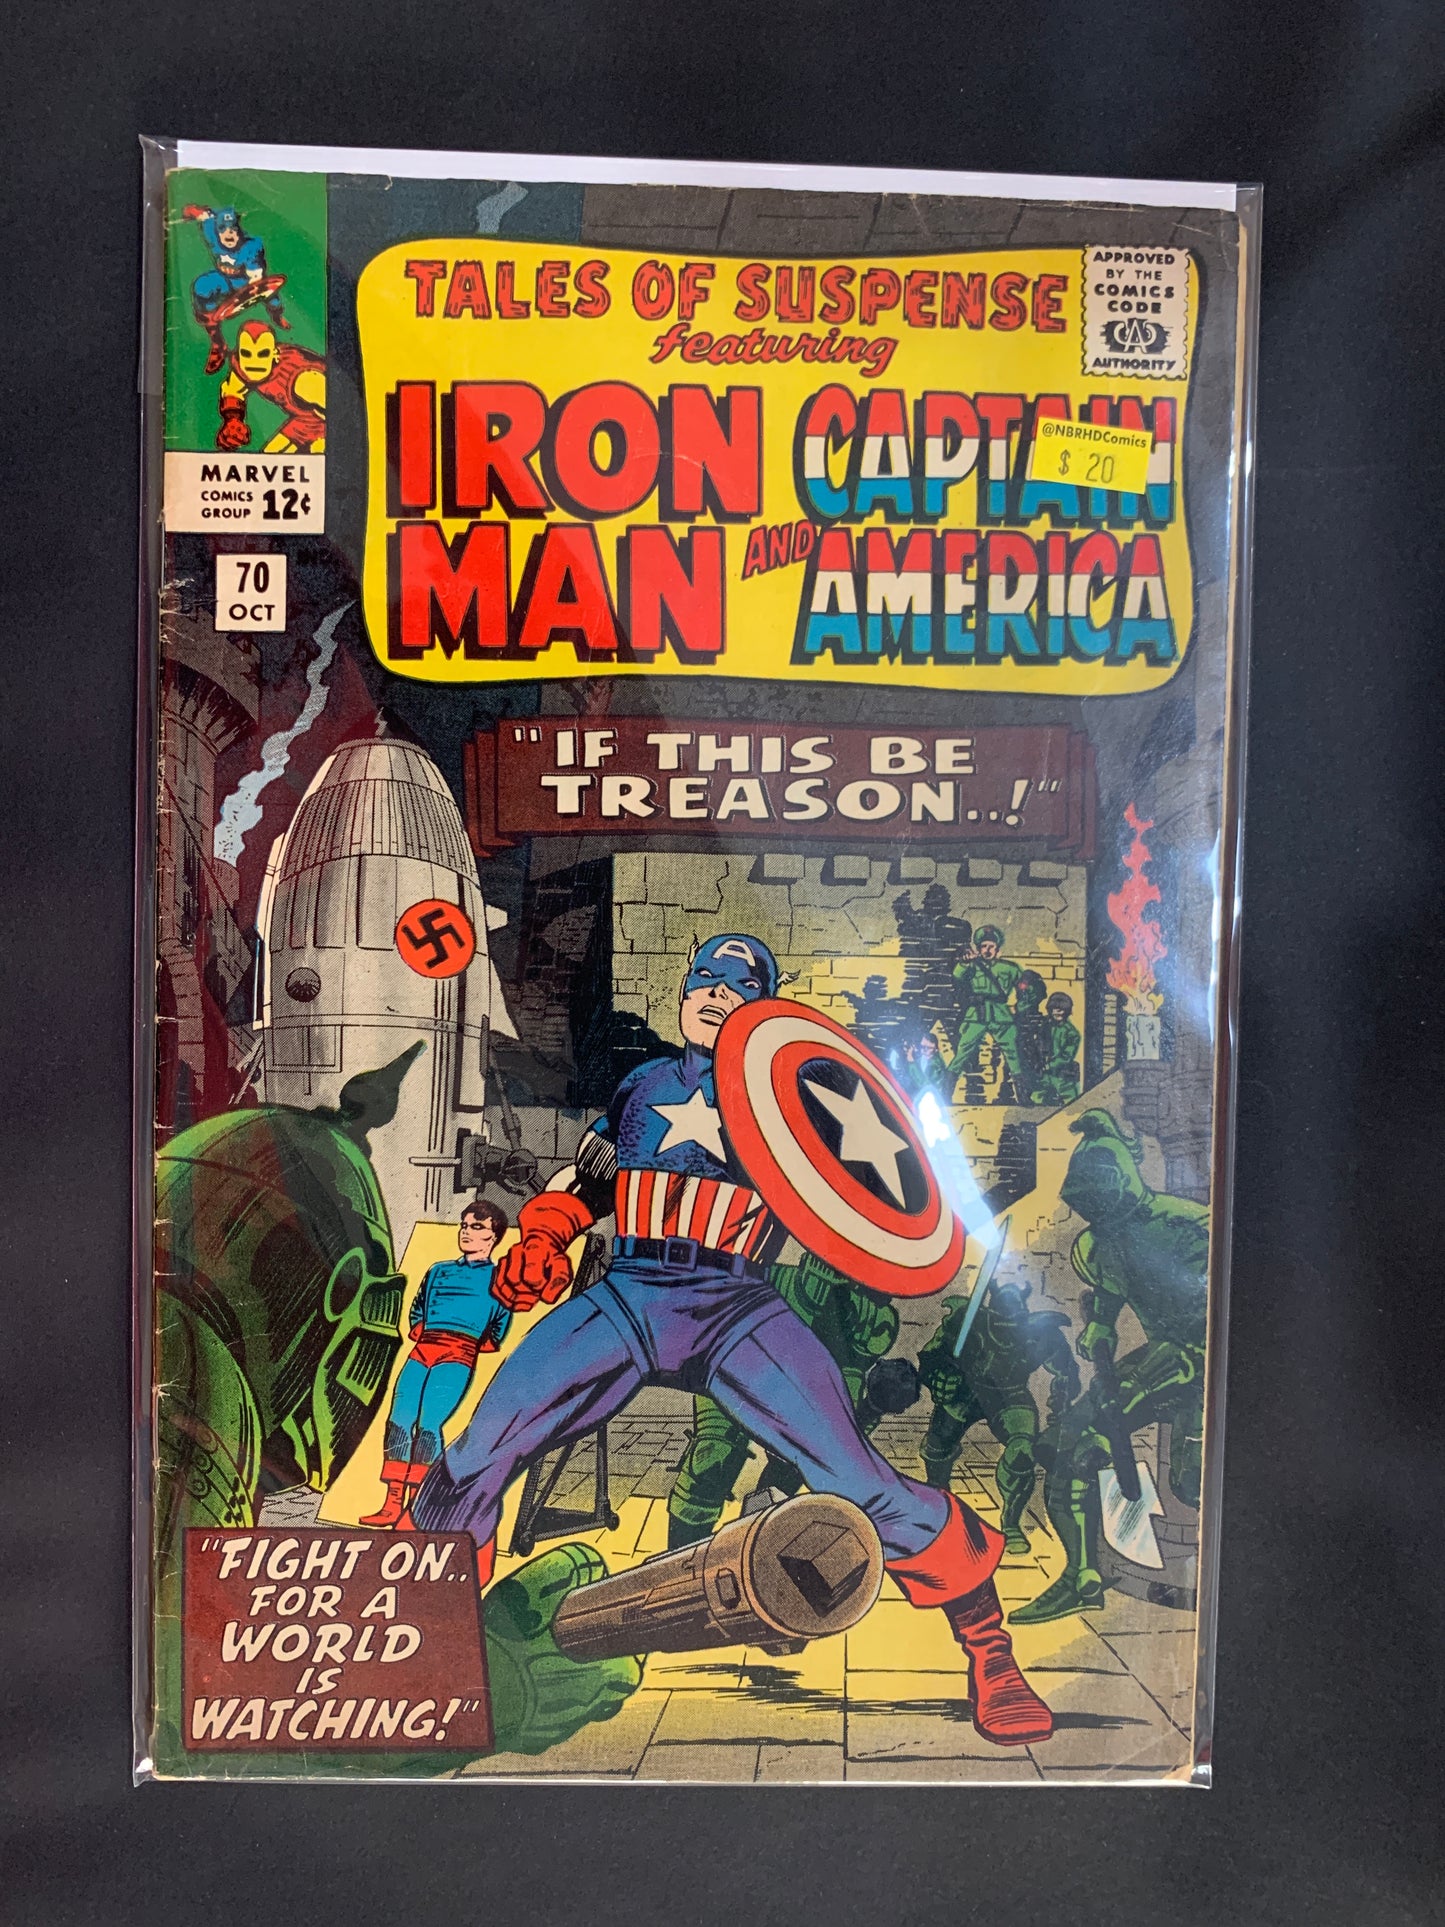 TALES OF SUSPENSE
featuring
IRON MAN AND CAPTAIN AMERICA
APPROVED
BY THE
COMICS
CODE
CA
AUTHORITY
@NBRHDComics
$ 20
MARVEL
COMICS
GROUP 12¢
70
OCT
"IF THIS BE
TREASON..!"
A
"FIGHT ON..
FOR A
WORLD
IS
WATCHING!"